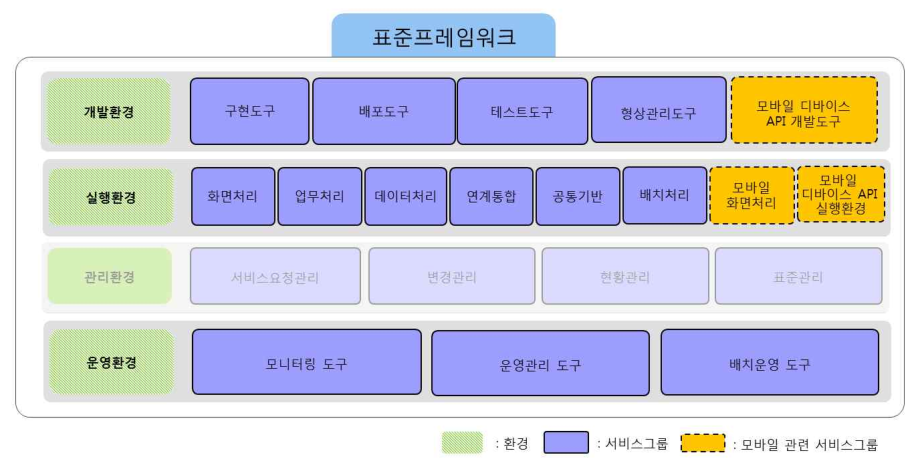 표준프레임워크
개발환경
구현도구
배포도구
테스트도구
형상관리도구
모바일 디바이스
API 개발도구
실행환경
화면처리
업무처리
데이터처리
연계통합
공통기반
배치처리
모바일
화면처리
모바일
디바이스 API
실행환경
관리환경
서비스요청관리
변경관리
현황관리
표준관리
운영환경
모니터링 도구
운영관리 도구
배치운영 도구
: 환경
: 서비스그룹
: 모바일 관련 서비스그룹